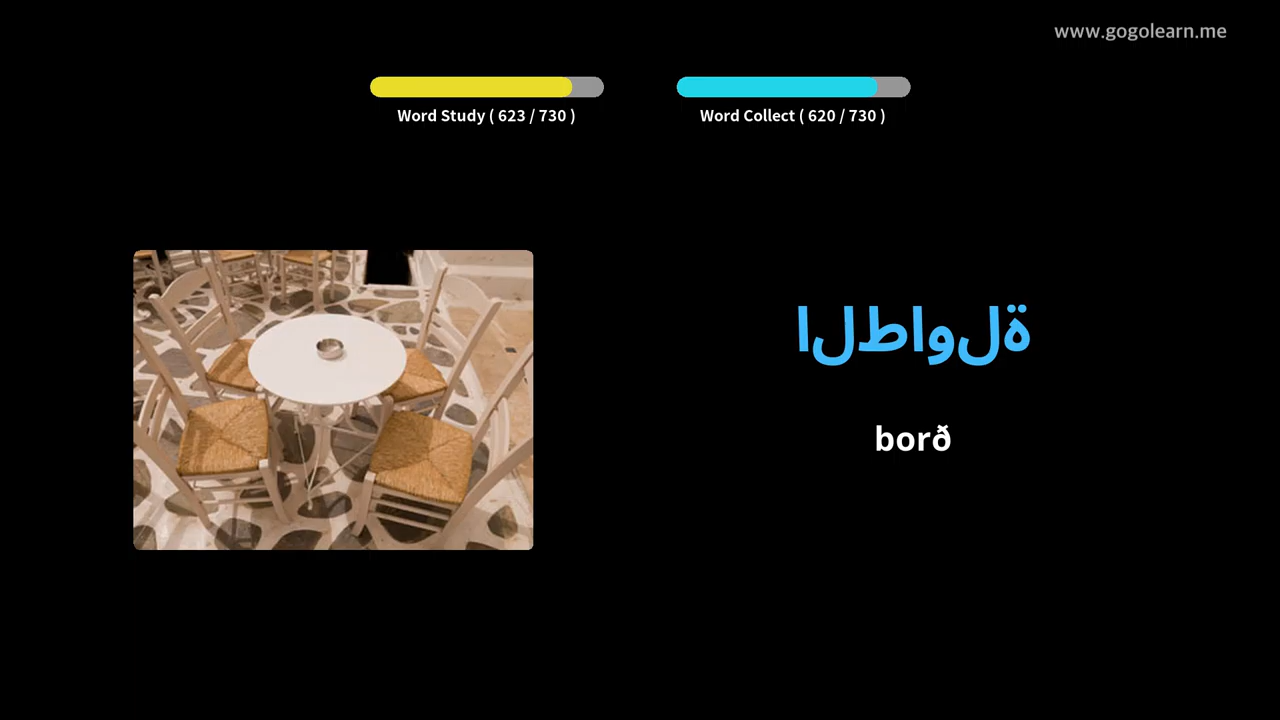 www.gogolearn.me
Word Study ( 623 / 730 )
Word Collect ( 620 / 730 )
الطاولة
borð